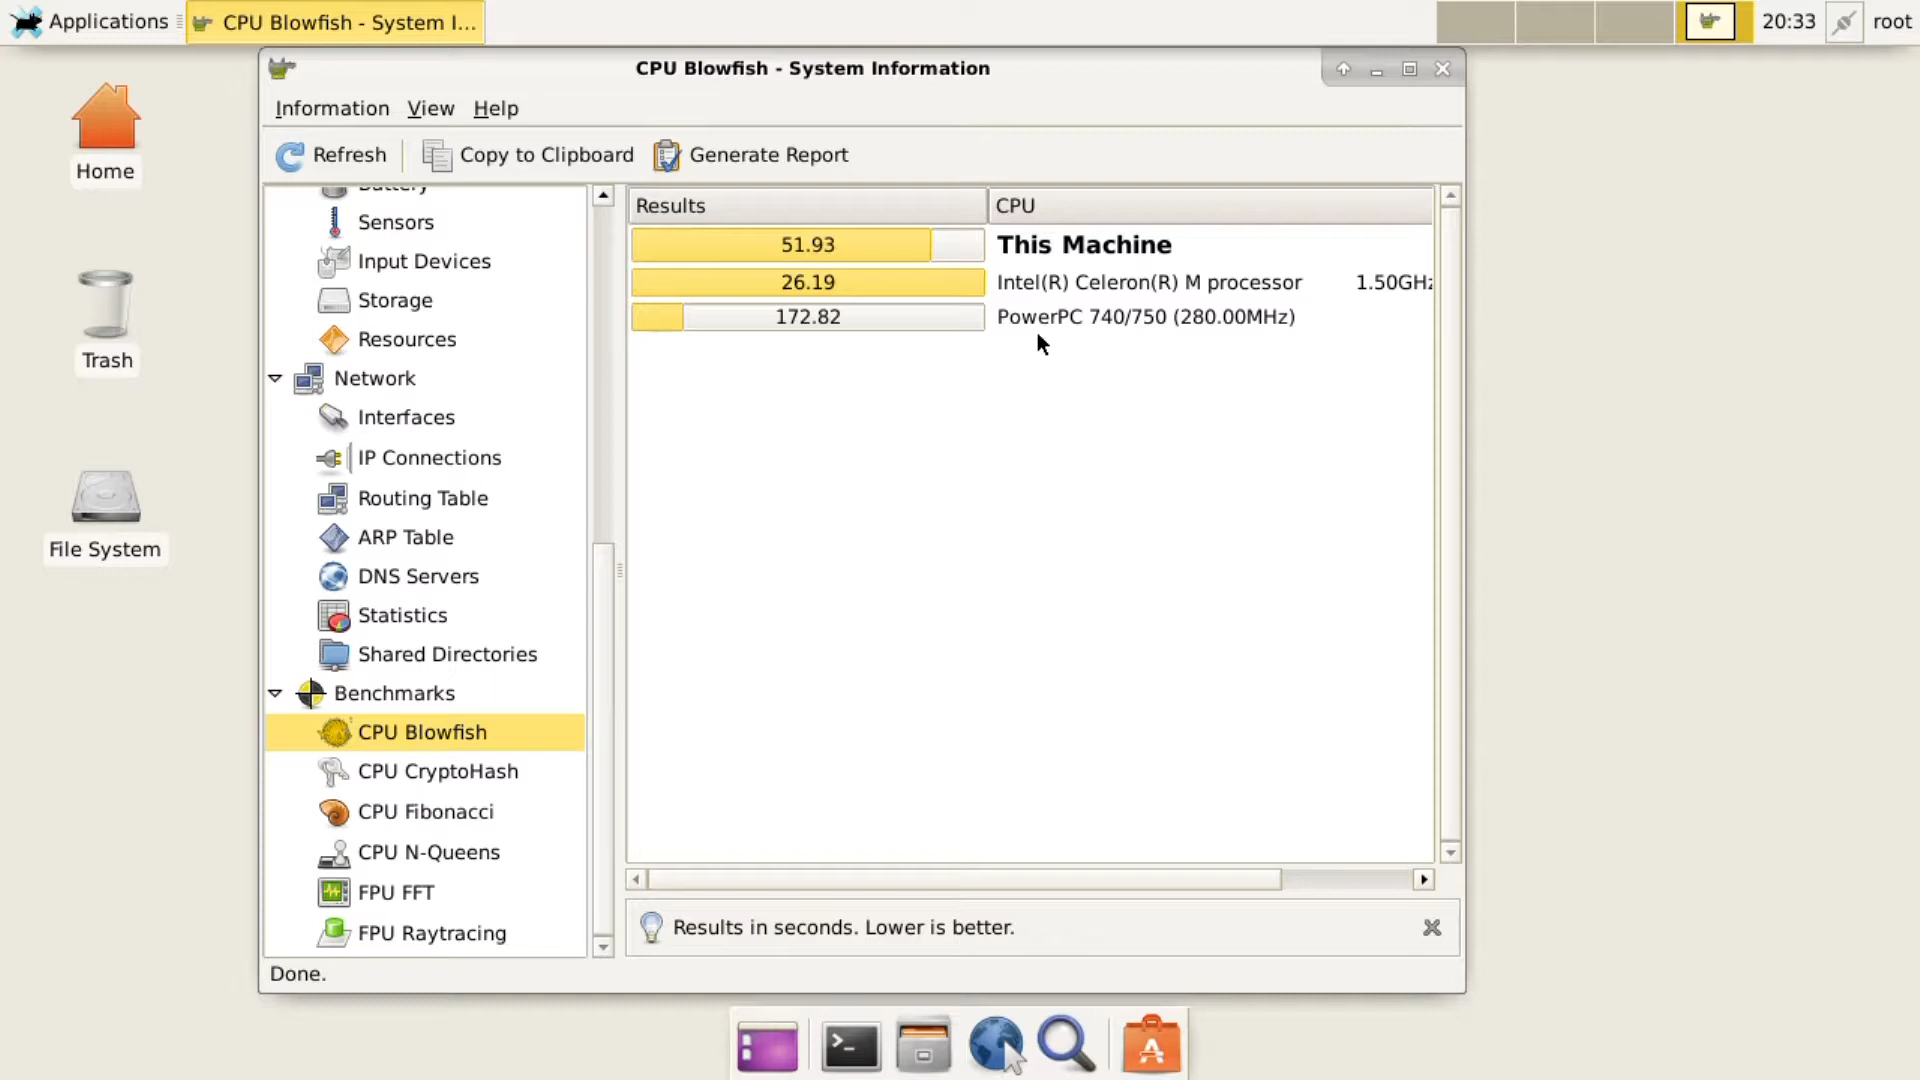 Applications
CPU Blowfish - System I...
20:33
root
Home
Trash
File System
CPU Blowfish - System Information
Information View Help
Refresh
Copy to Clipboard
Generate Report
Battery
Sensors
Input Devices
Storage
Resources
Network
Interfaces
IP Connections
Routing Table
ARP Table
DNS Servers
Statistics
Shared Directories
Benchmarks
CPU Blowfish
CPU CryptoHash
CPU Fibonacci
CPU N-Queens
FPU FFT
FPU Raytracing
Results CPU
51.93 This Machine
26.19 Intel(R) Celeron(R) M processor 1.50GHz
172.82 PowerPC 740/750 (280.00MHz)
Results in seconds. Lower is better.
Done.